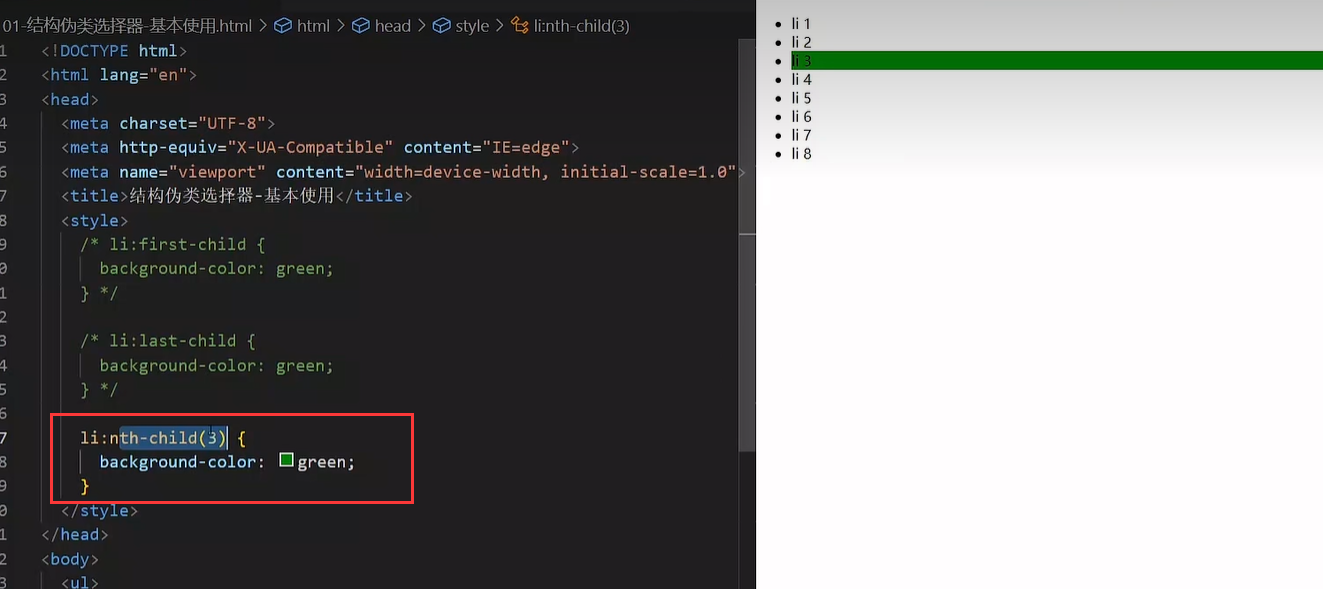 01-结构伪类选择器-基本使用.html > html > head > style > li:nth-child(3)
1 <!DOCTYPE html>
2 <html lang="en">
3 <head>
4 <meta charset="UTF-8">
5 <meta http-equiv="X-UA-Compatible" content="IE=edge">
6 <meta name="viewport" content="width=device-width, initial-scale=1.0">
7 <title>结构伪类选择器-基本使用</title>
8 <style>
9 /* li:first-child {
0 background-color: green;
1 } */
2
3 /* li:last-child {
4 background-color: green;
5 } */
6
7 li:nth-child(3) {
8 background-color: green;
9 }
0 </style>
1 </head>
2 <body>
3 <ul>
li 1
li 2
li 3
li 4
li 5
li 6
li 7
li 8